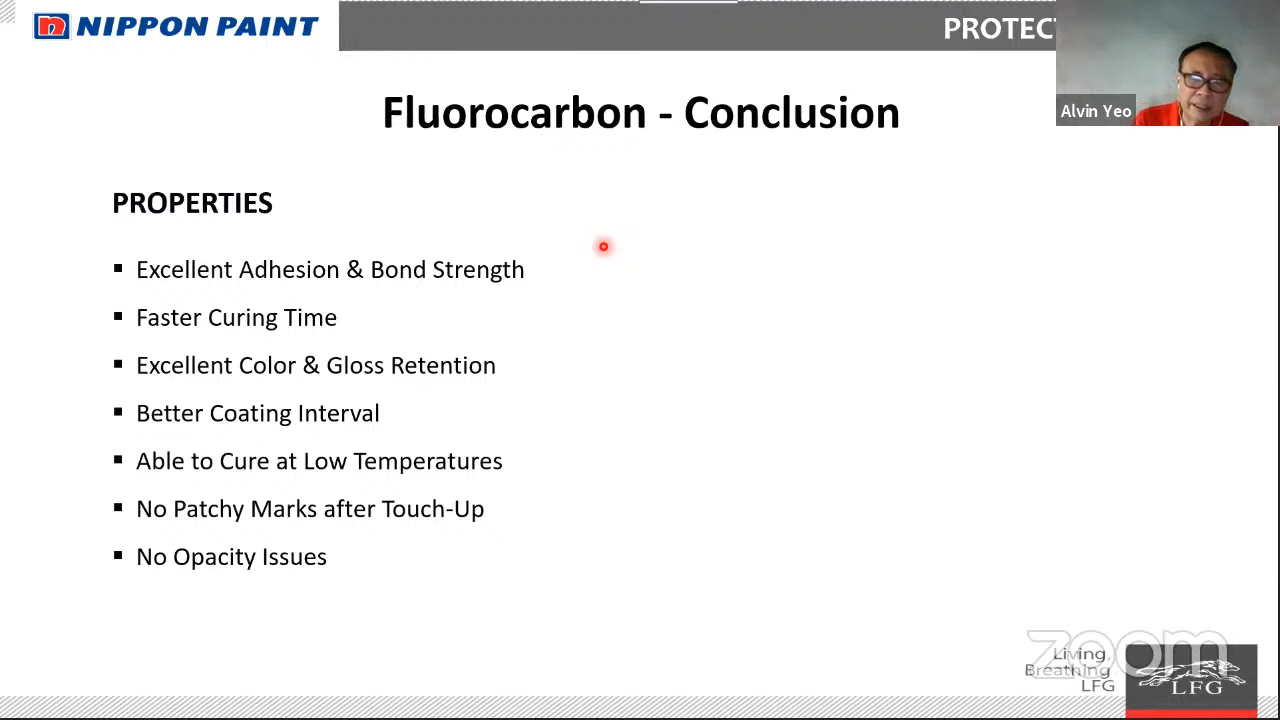 n NIPPON PAINT
PROTECT
Alvin Yeo
Fluorocarbon - Conclusion
PROPERTIES
▪ Excellent Adhesion & Bond Strength
▪ Faster Curing Time
▪ Excellent Color & Gloss Retention
▪ Better Coating Interval
▪ Able to Cure at Low Temperatures
▪ No Patchy Marks after Touch-Up
▪ No Opacity Issues
zoom
Living,
Breathing
LFG
LFG